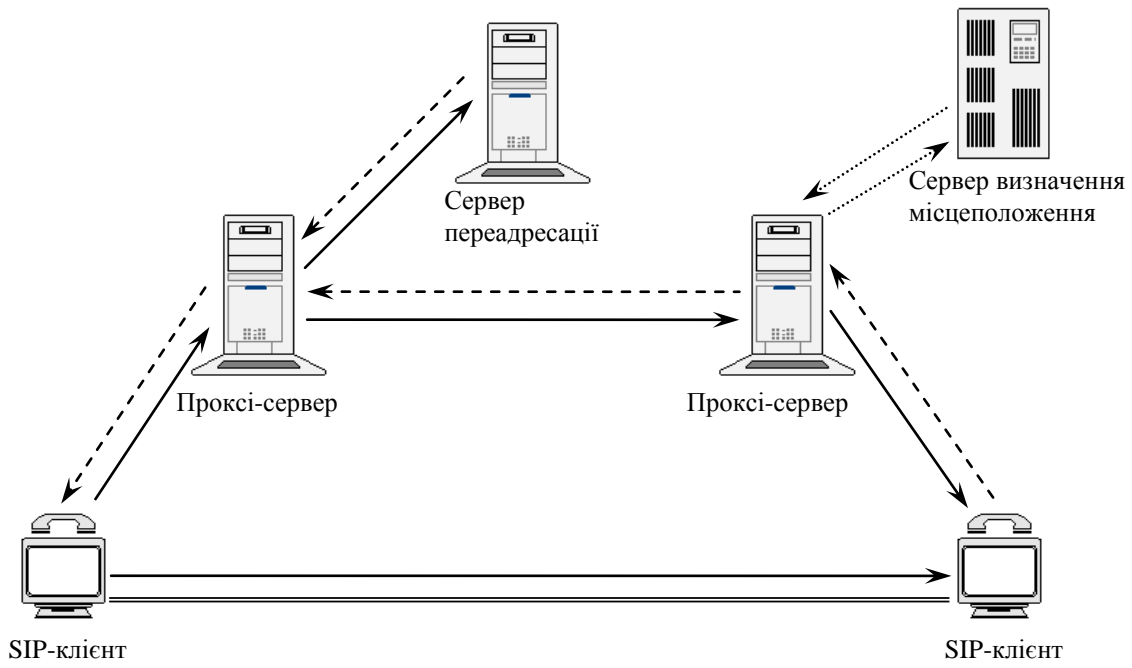 Сервер
переадресації
Сервер визначення
місцеположення
Проксі-сервер
Проксі-сервер
SIP-клієнт
SIP-клієнт